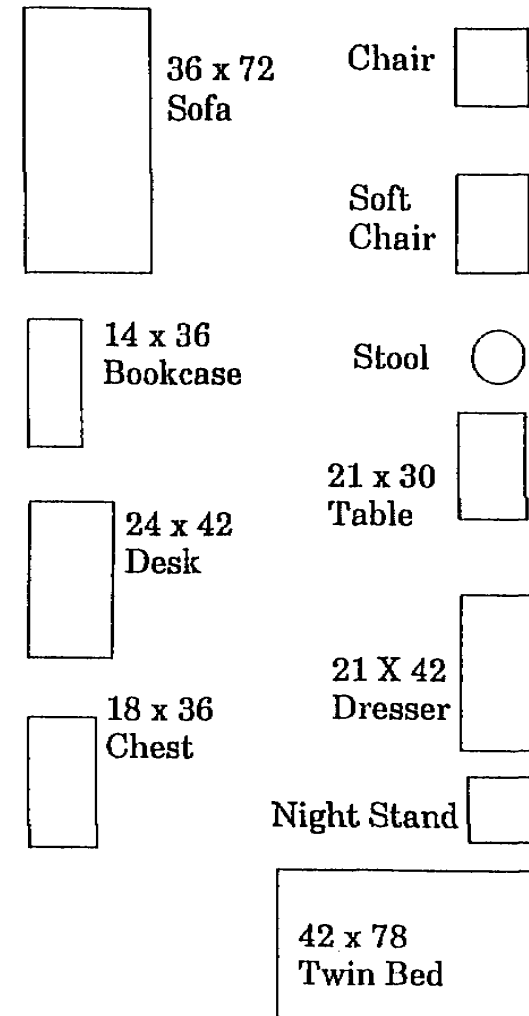 36 x 72
Sofa
14 x 36
Bookcase
24 x 42
Desk
18 x 36
Chest
Chair
Soft
Chair
Stool
21 x 30
Table
21 X 42
Dresser
Night Stand
42 x 78
Twin Bed